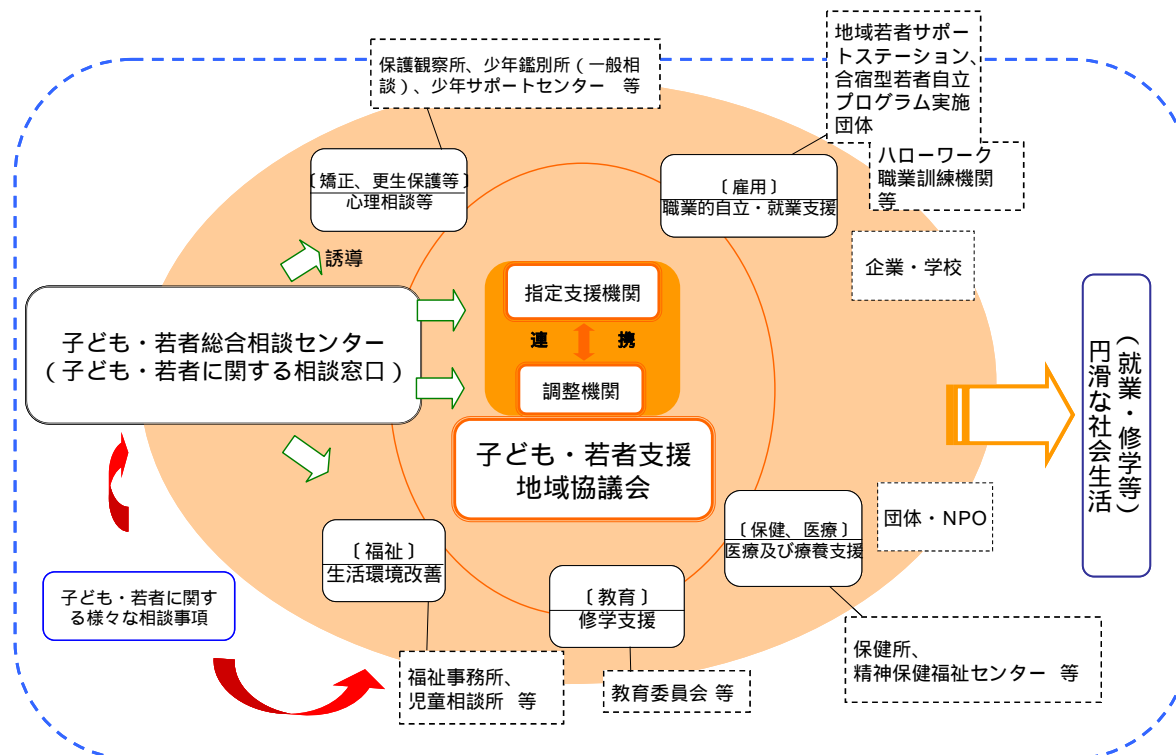 保護観察所、少年鑑別所(一般相
談)、少年サポートセンター 等
地域若者サポー
トステーション、
合宿型若者自立
プログラム実施
団体
ハローワーク
職業訓練機関
等
〔矯正、更生保護等〕
心理相談等
〔雇用〕
職業的自立・就業支援
企業・学校
誘導
指定支援機関
連 携
調整機関
子ども・若者支援
地域協議会
子ども・若者総合相談センター
(子ども・若者に関する相談窓口)
円滑な社会生活
(就業・修学等)
団体・NPO
〔保健、医療〕
医療及び療養支援
〔福祉〕
生活環境改善
〔教育〕
修学支援
子ども・若者に関す
る様々な相談事項
福祉事務所、
児童相談所 等
教育委員会 等
保健所、
精神保健福祉センター 等